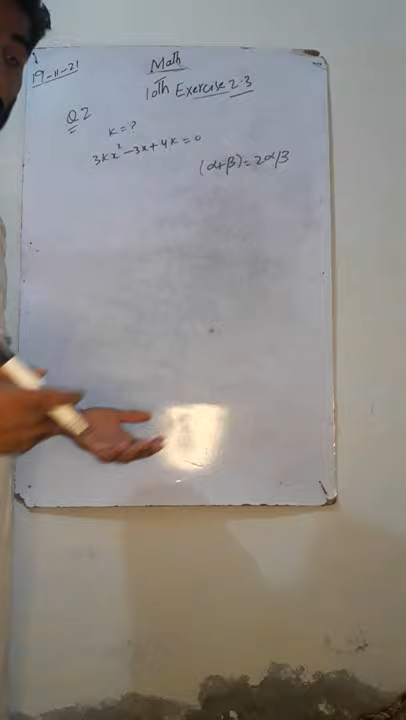 19-11-21
Math
10th Exercise 2.3
Q2
K=?
3Kx²-3x+4K=0
(α+β)=2αβ